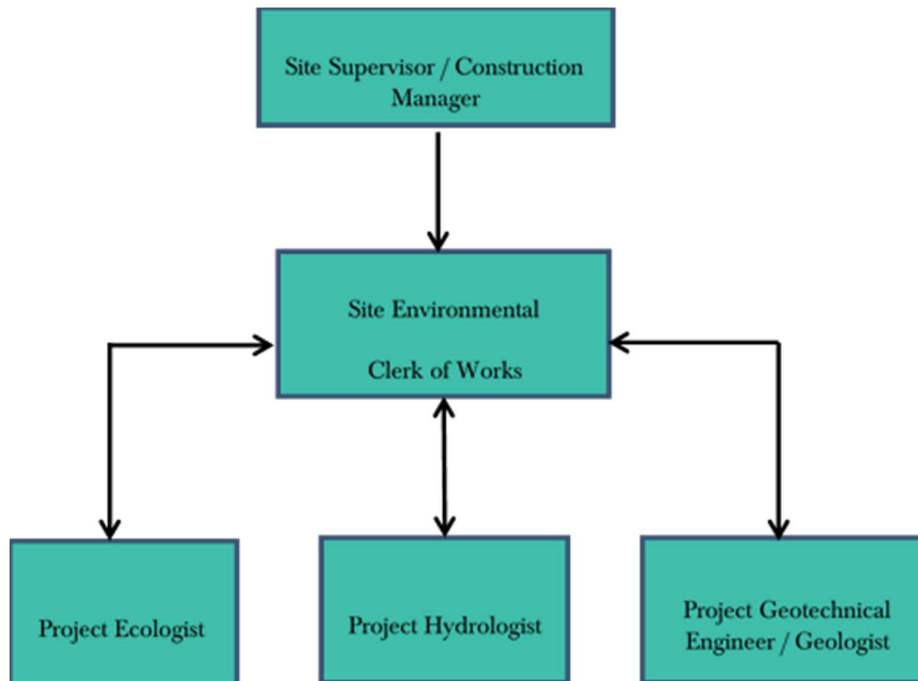 Site Supervisor / Construction
Manager
Site Environmental
Clerk of Works
Project Ecologist
Project Hydrologist
Project Geotechnical
Engineer / Geologist